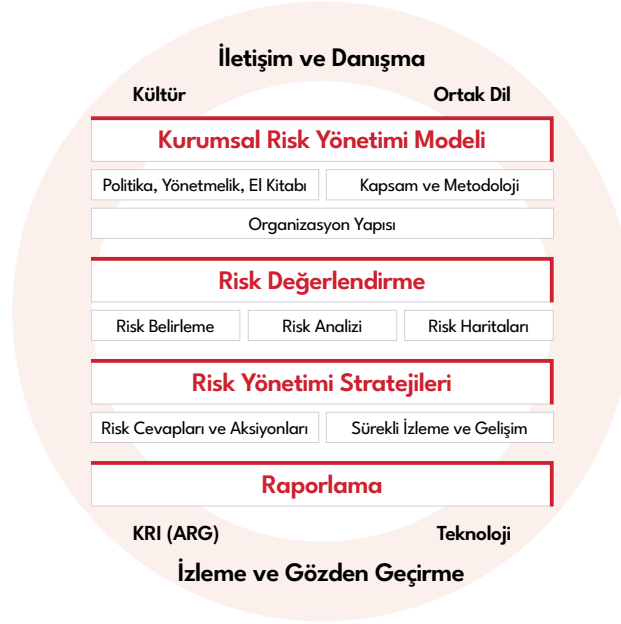 İletişim ve Danışma
Kültür
Ortak Dil
Kurumsal Risk Yönetimi Modeli
Politika, Yönetmelik, El Kitabı
Kapsam ve Metodoloji
Organizasyon Yapısı
Risk Değerlendirme
Risk Belirleme
Risk Analizi
Risk Haritaları
Risk Yönetimi Stratejileri
Risk Cevapları ve Aksiyonları
Sürekli İzleme ve Gelişim
Raporlama
KRI (ARG)
Teknoloji
İzleme ve Gözden Geçirme